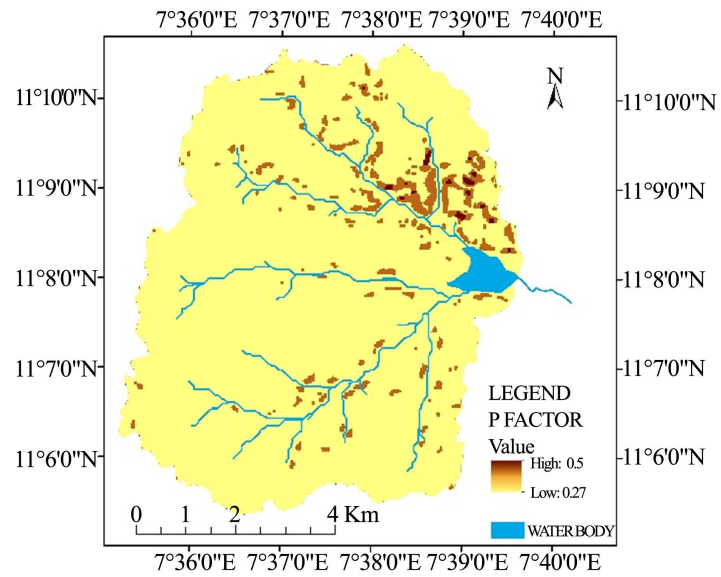 7°36'0"E 7°37'0"E 7°38'0"E 7°39'0"E 7°40'0"E
N
11°10'0"N 11°10'0"N
11°9'0"N 11°9'0"N
11°8'0"N 11°8'0"N
11°7'0"N 11°7'0"N
LEGEND
P FACTOR
Value
11°6'0"N 11°6'0"N
High: 0.5
Low: 0.27
0 1 2 4 Km
WATER BODY
7°36'0"E 7°37'0"E 7°38'0"E 7°39'0"E 7°40'0"E